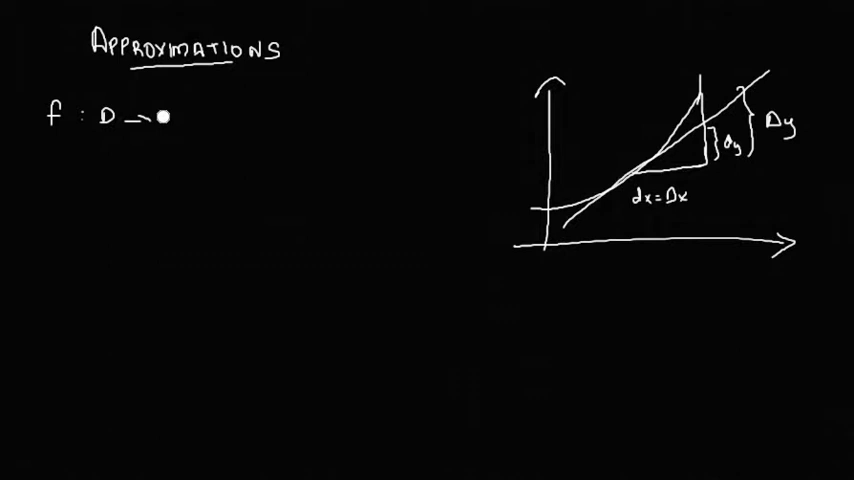 APPROXIMATIONS
f : D →
dy
Δy
dx = Δx